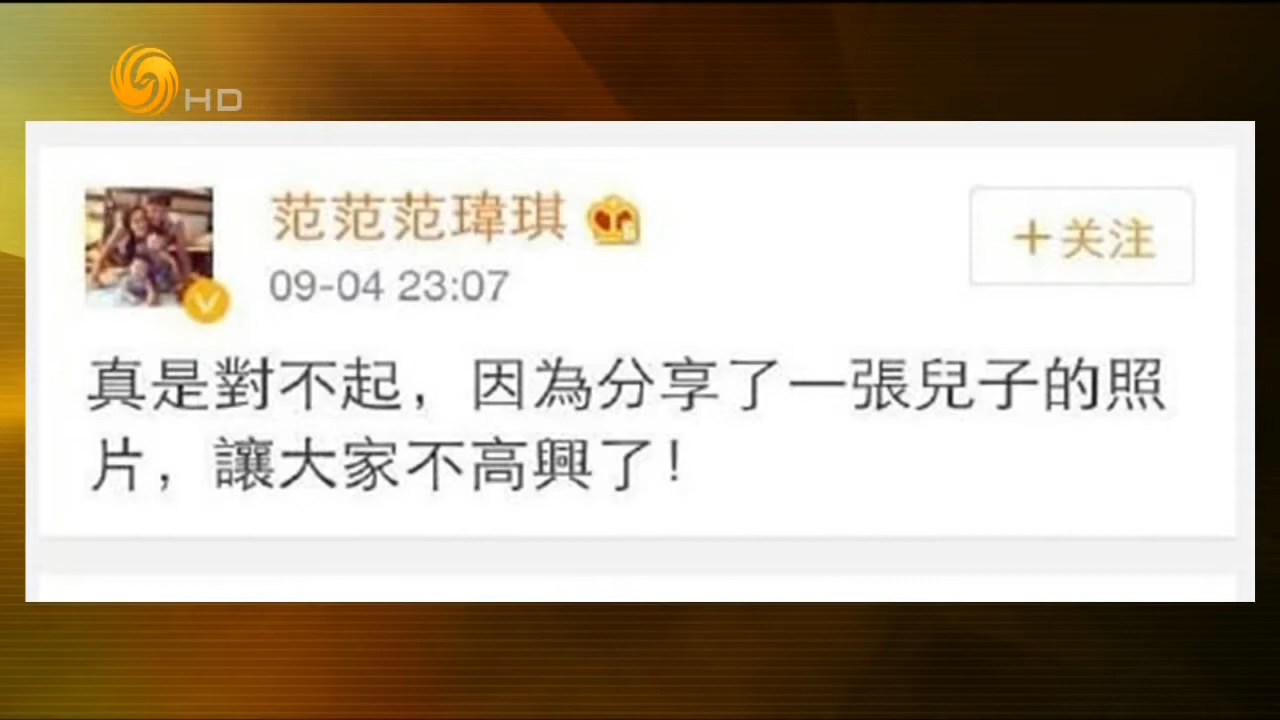 HD
范范范瑋琪
+关注
09-04 23:07
真是對不起，因為分享了一張兒子的照
片，讓大家不高興了！